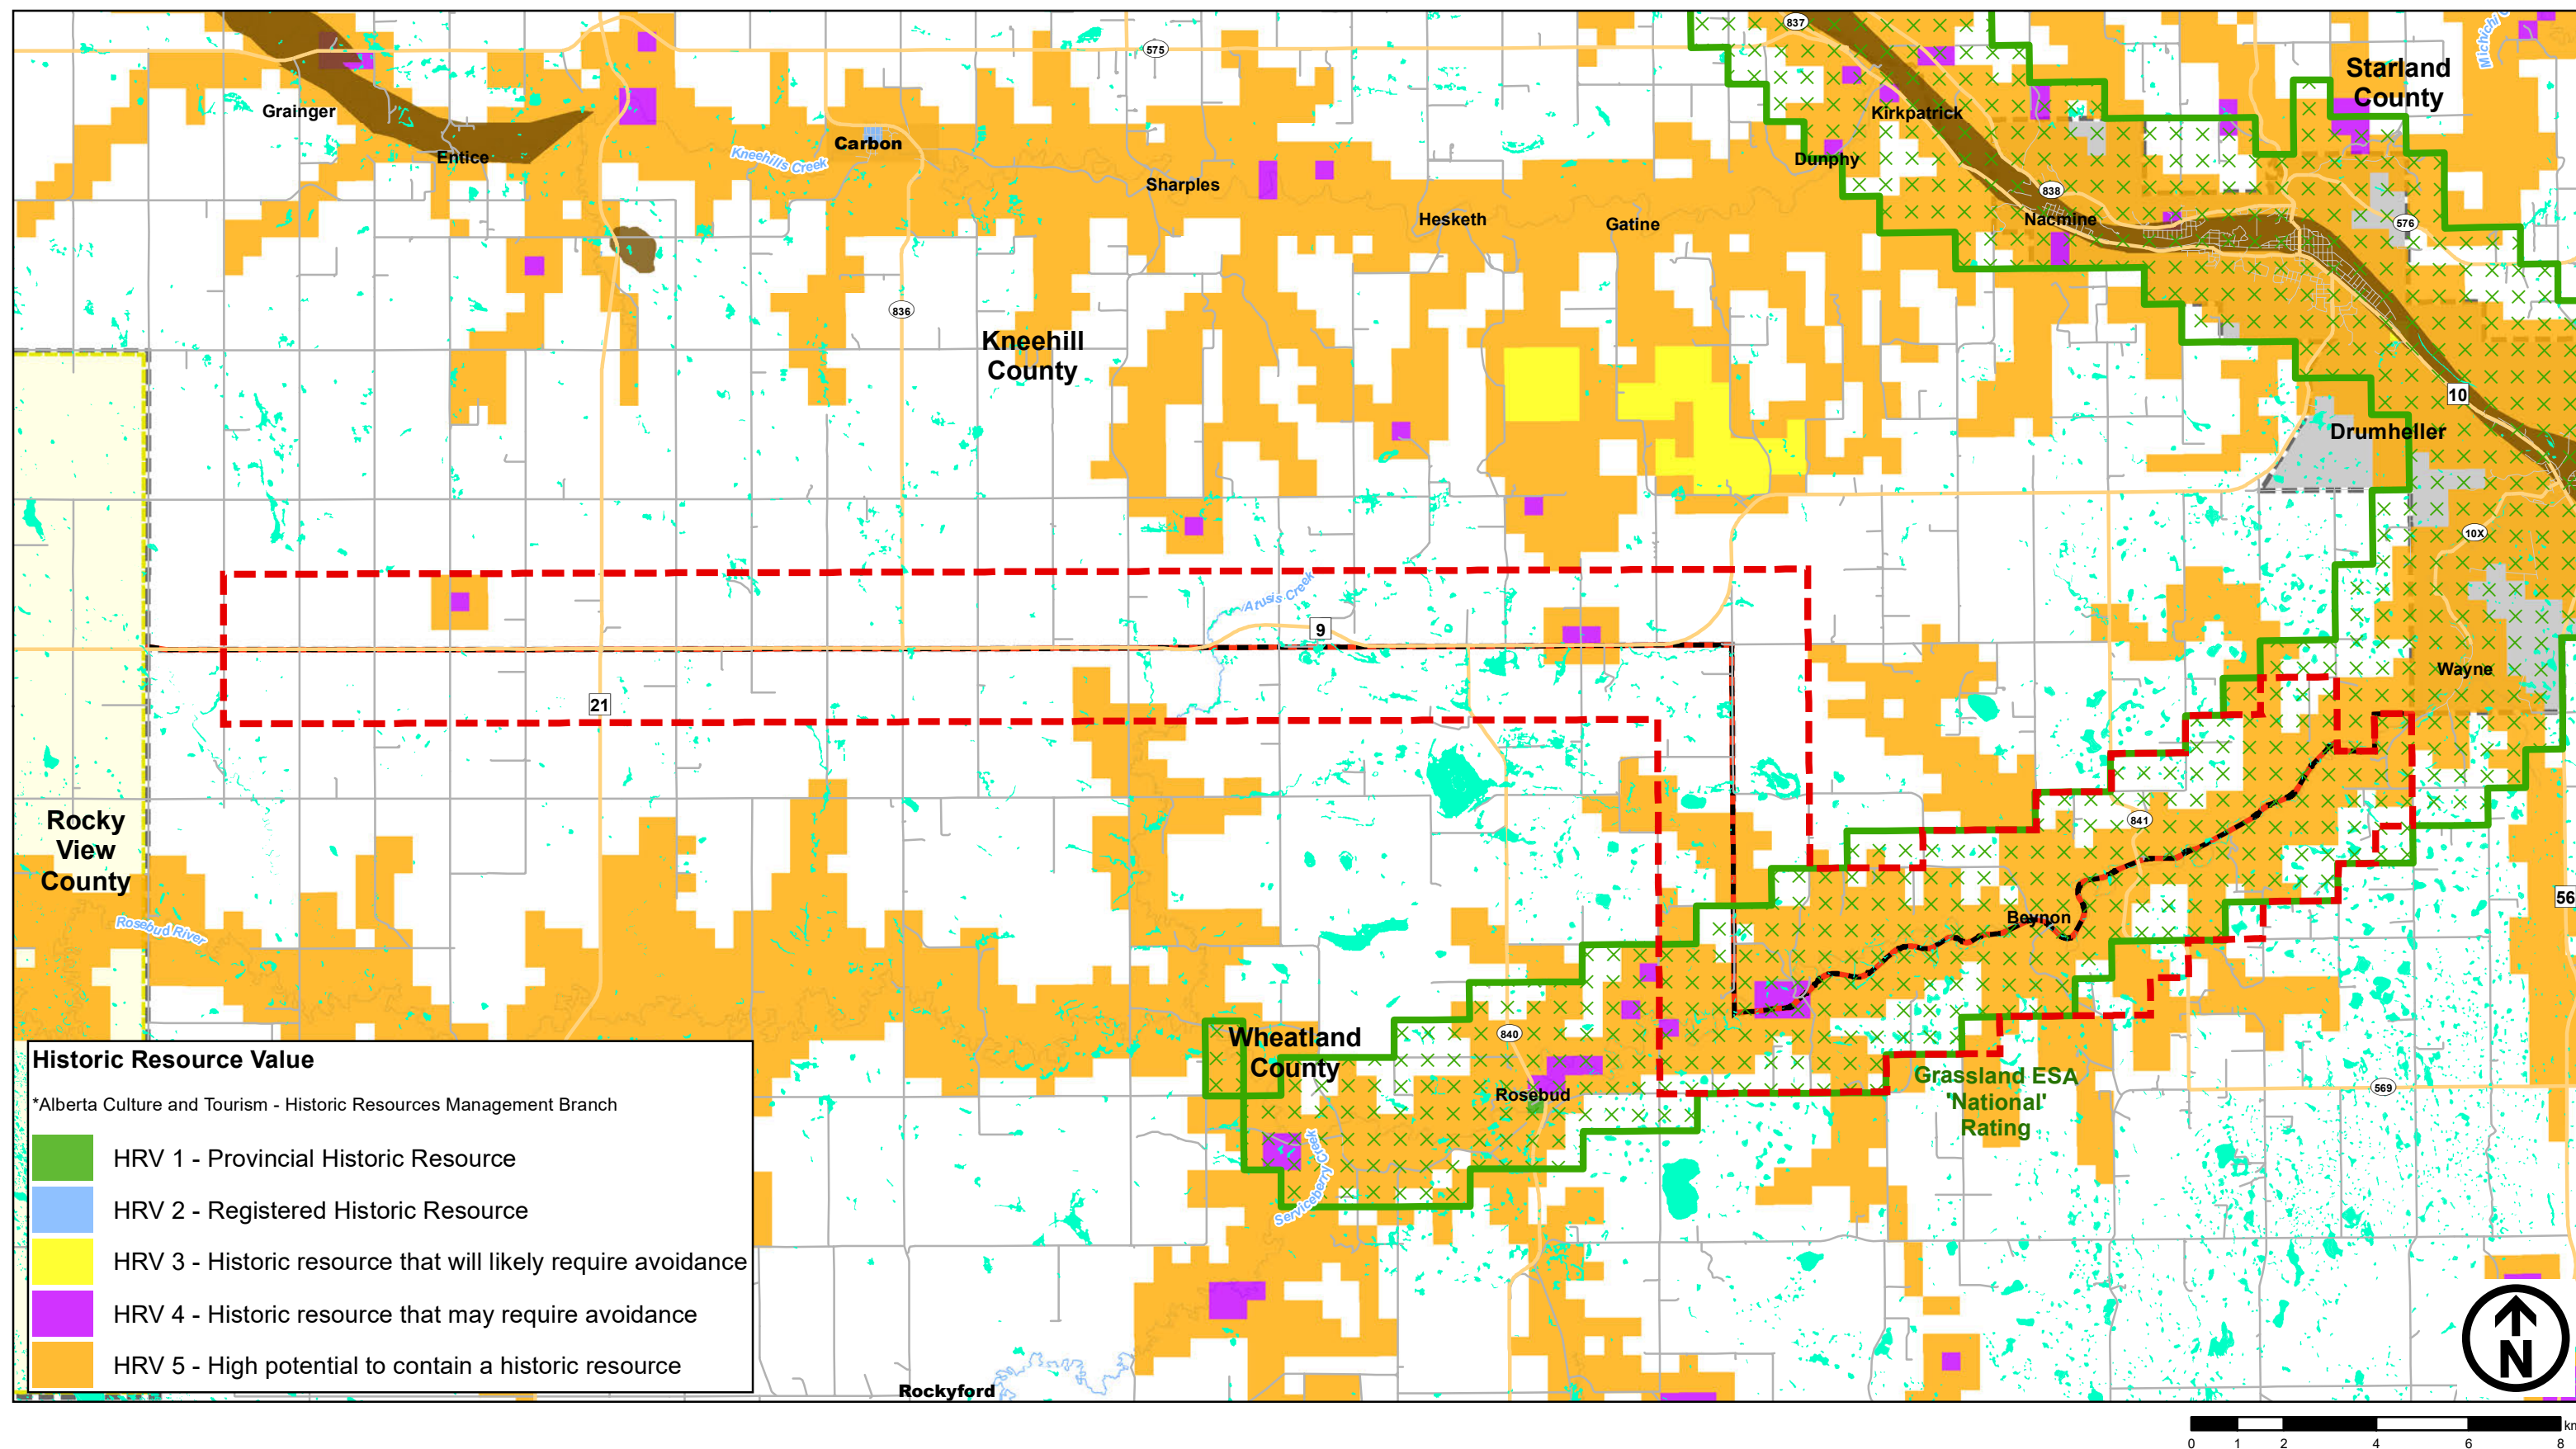 837
Michichi
Starland
County
575
Grainger
Kirkpatrick
Carbon
Entice
Kneehills Creek
Dunphy
Sharples
838
Nacmine
Hesketh
Gatine
576
836
Kneehill
County
10
Drumheller
10X
Arusis Creek
9
Wayne
21
841
Rocky
View
County
56
Rosebud River
Beynon
Wheatland
County
840
Rosebud
Grassland ESA
'National'
Rating
569
Serviceberry Creek
Rockyford
Historic Resource Value
*Alberta Culture and Tourism - Historic Resources Management Branch
HRV 1 - Provincial Historic Resource
HRV 2 - Registered Historic Resource
HRV 3 - Historic resource that will likely require avoidance
HRV 4 - Historic resource that may require avoidance
HRV 5 - High potential to contain a historic resource
N
0 1 2 4 6 8